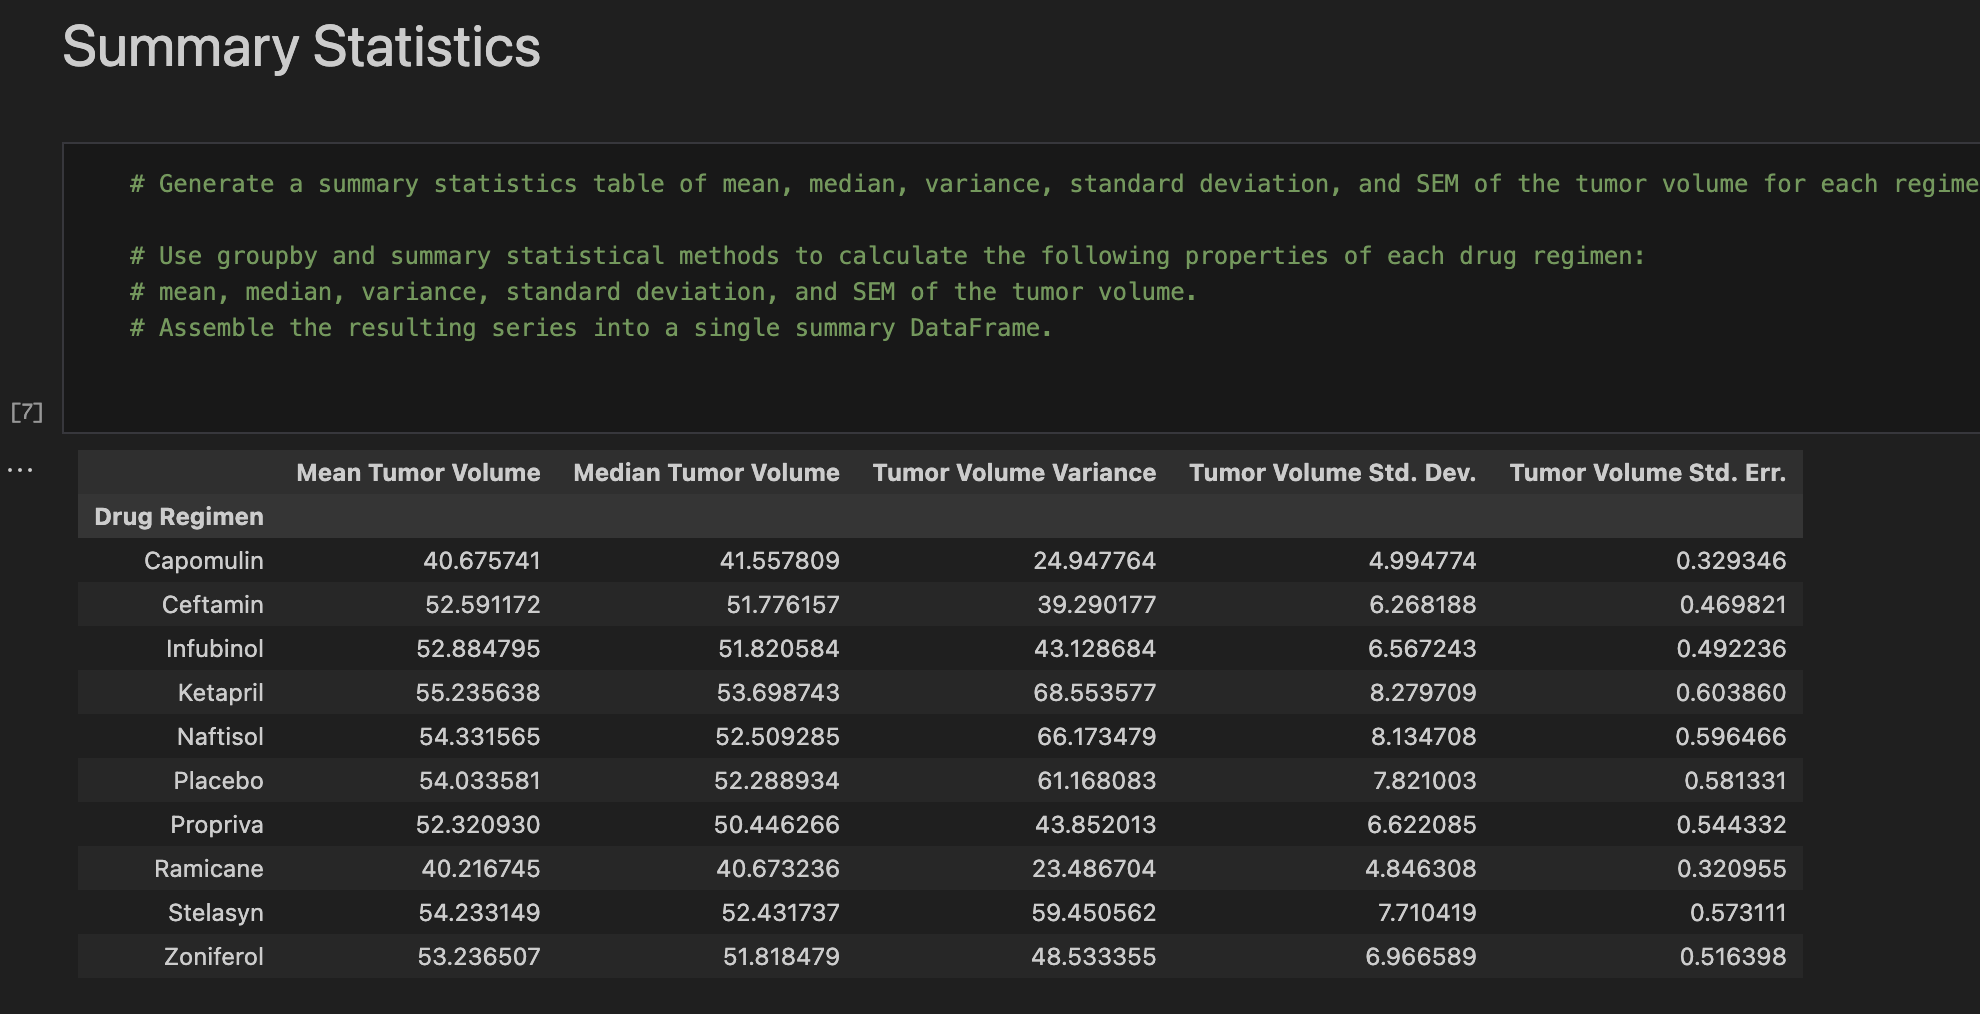 Summary Statistics
# Generate a summary statistics table of mean, median, variance, standard deviation, and SEM of the tumor volume for each regime
# Use groupby and summary statistical methods to calculate the following properties of each drug regimen:
# mean, median, variance, standard deviation, and SEM of the tumor volume.
# Assemble the resulting series into a single summary DataFrame.
[7]
...
Mean Tumor Volume Median Tumor Volume Tumor Volume Variance Tumor Volume Std. Dev. Tumor Volume Std. Err.
Drug Regimen
Capomulin 40.675741 41.557809 24.947764 4.994774 0.329346
Ceftamin 52.591172 51.776157 39.290177 6.268188 0.469821
Infubinol 52.884795 51.820584 43.128684 6.567243 0.492236
Ketapril 55.235638 53.698743 68.553577 8.279709 0.603860
Naftisol 54.331565 52.509285 66.173479 8.134708 0.596466
Placebo 54.033581 52.288934 61.168083 7.821003 0.581331
Propriva 52.320930 50.446266 43.852013 6.622085 0.544332
Ramicane 40.216745 40.673236 23.486704 4.846308 0.320955
Stelasyn 54.233149 52.431737 59.450562 7.710419 0.573111
Zoniferol 53.236507 51.818479 48.533355 6.966589 0.516398